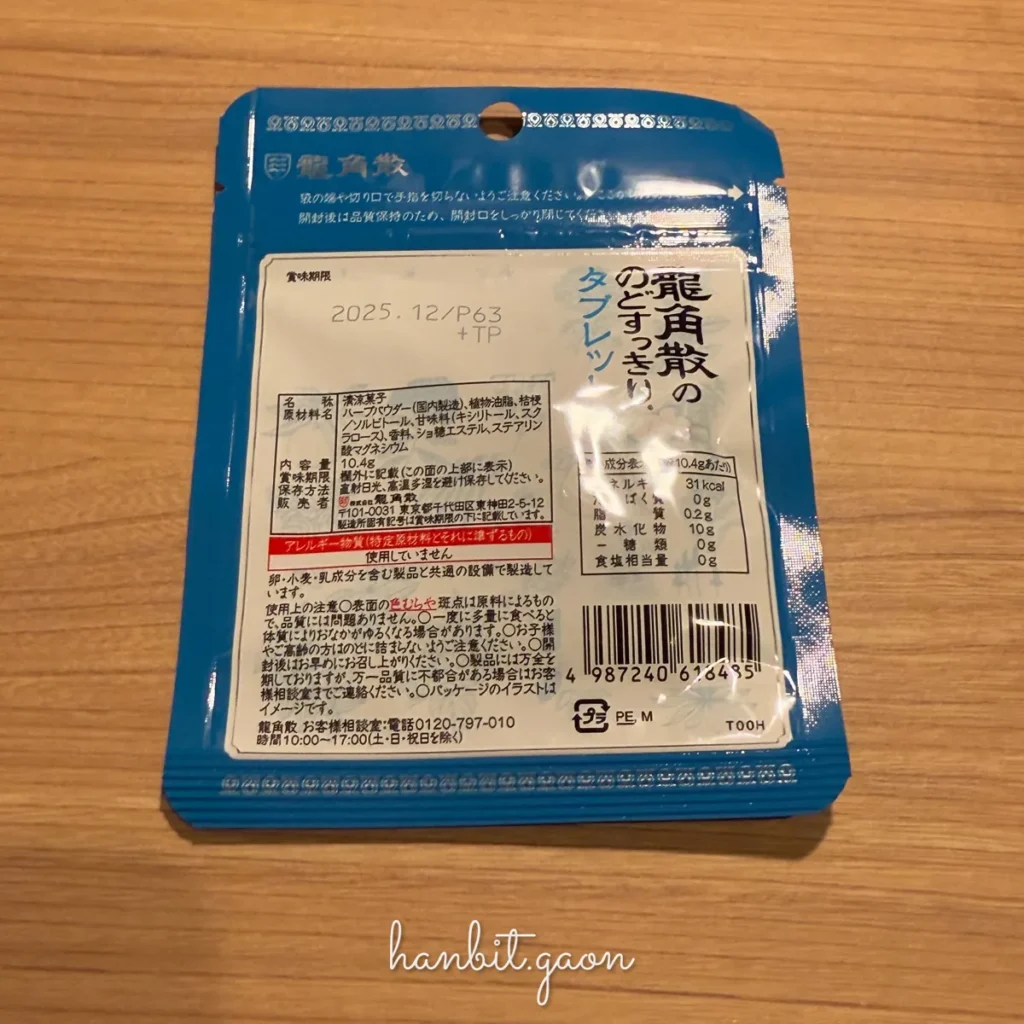 龍角散
袋の端や切り口で手指を切らないようご注意ください。
開封後は品質保持のため、開封口をしっかり閉じてくだ
賞味期限
2025.12/P63
+TP
龍角散の
のどすっきり
タブレッ
名称 清涼菓子
原材料名 ハーブパウダー(国内製造)、植物油脂、桔梗
/ソルビトール、甘味料(キシリトール、スク
ラロース)、香料、ショ糖エステル、ステアリン
酸マグネシウム
内容量 10.4g
賞味期限 欄外に記載(この面の上部に表示)
保存方法 直射日光、高温多湿を避け保存してください。
販売者 株式会社 龍角散
〒101-0031 東京都千代田区東神田2-5-12
製造所固有記号は賞味期限の下に記載しています。
アレルギー物質(特定原材料とそれに準ずるもの)
使用していません
卵・小麦・乳成分を含む製品と共通の設備で製造して
います。
使用上の注意〇表面の色むらや斑点は原料によるもの
で、品質には問題ありません。〇一度に多量に食べると
体質によりおなかがゆるくなる場合があります。〇お子様
やご高齢の方はのどに詰まらないようご注意ください。〇開
封後はお早めにお召し上がりください。〇製品には万全を
期しておりますが、万一品質に不都合がある場合はお客
様相談室までご連絡ください。〇パッケージのイラストは
イメージです。
龍角散 お客様相談室:電話0120-797-010
時間10:00~17:00(土・日・祝日を除く)
成分表 10.4gあたり)
ネルギ 31kcal
ぱく質 0g
脂質 0.2g
炭水化物 10g
-糖類 0g
食塩相当量 0g
4 987240 618485
プラ PE, M
T00H
hanbit.gaon